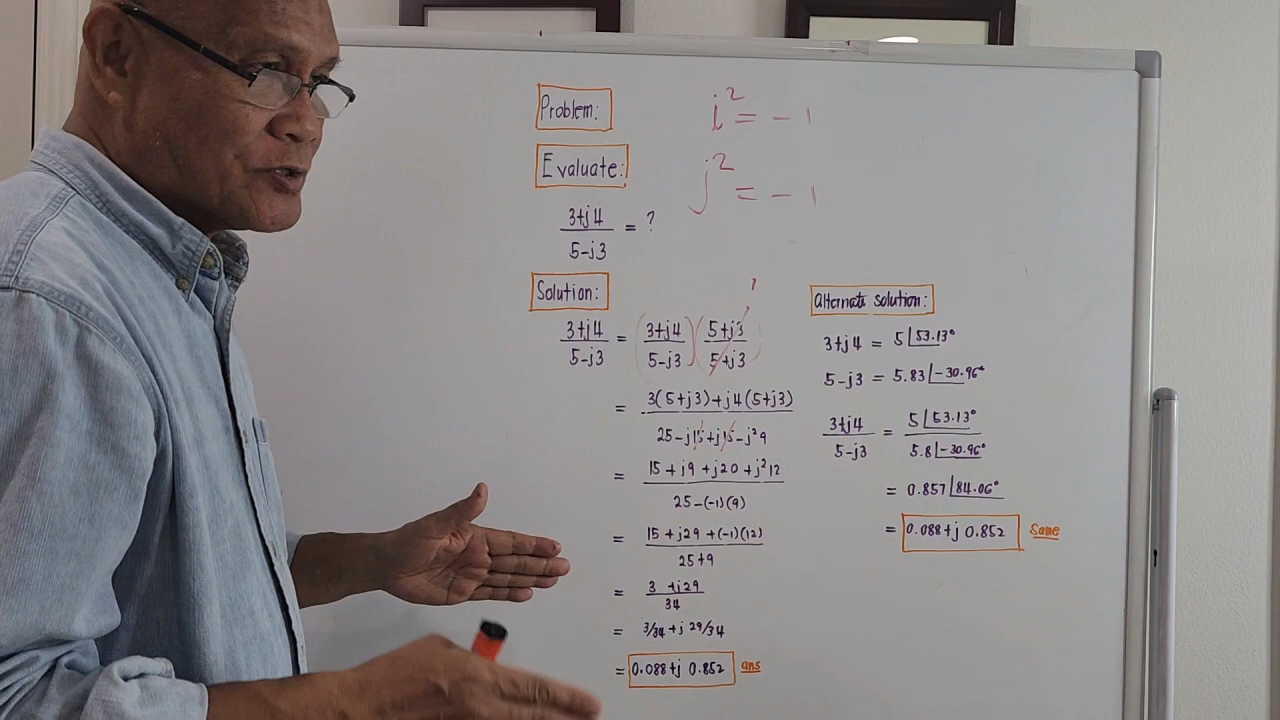 Problem:
i² = -1
Evaluate:
j² = -1
3+j4 / 5-j3 = ?
Solution:
3+j4 / 5-j3 = (3+j4 / 5-j3) (5+j3 / 5+j3) 1
= 3(5+j3)+j4(5+j3) / 25-j15+j15-j²9
= 15+j9+j20+j²12 / 25-(-1)(9)
= 15+j29+(-1)(12) / 25+9
= 3+j29 / 34
= 3/34+j 29/34
= 0.088+j 0.852 ans
Alternate solution:
3+j4 = 5∠53.13°
5-j3 = 5.83∠-30.96°
3+j4 / 5-j3 = 5∠53.13° / 5.8∠-30.96°
= 0.857∠84.06°
= 0.088+j 0.852 Same